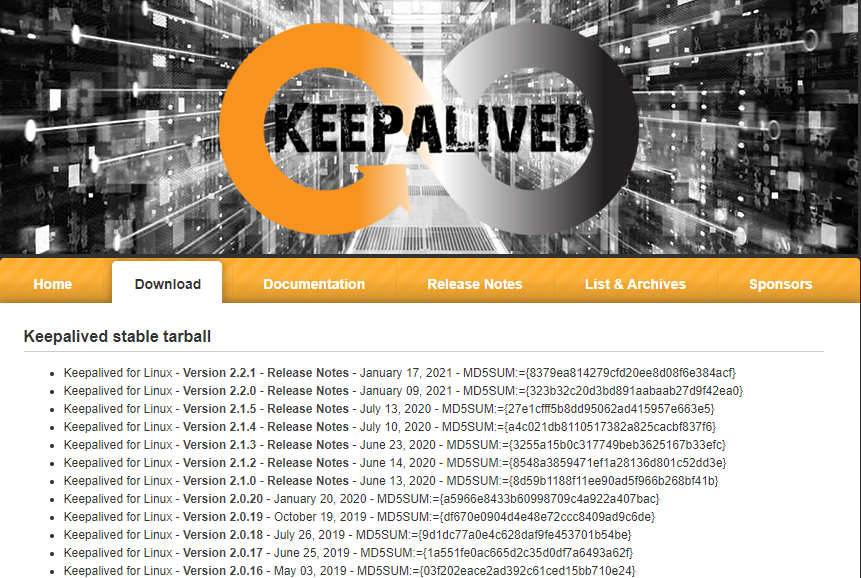 KEEPALIVED
Home Download Documentation Release Notes List & Archives Sponsors
Keepalived stable tarball
Keepalived for Linux - Version 2.2.1 - Release Notes - January 17, 2021 - MD5SUM:={8379ea814279cfd20ee8d08f6e384acf}
Keepalived for Linux - Version 2.2.0 - Release Notes - January 09, 2021 - MD5SUM:={323b32c20d3bd891aabaab27d9f42ea0}
Keepalived for Linux - Version 2.1.5 - Release Notes - July 13, 2020 - MD5SUM:={27e1cfff5b8dd95062ad415957e663e5}
Keepalived for Linux - Version 2.1.4 - Release Notes - July 10, 2020 - MD5SUM:={a4c021db8110517382a825cacbf837f6}
Keepalived for Linux - Version 2.1.3 - Release Notes - June 23, 2020 - MD5SUM:={3255a15b0c317749beb3625167b33efc}
Keepalived for Linux - Version 2.1.2 - Release Notes - June 14, 2020 - MD5SUM:={8548a3859471ef1a28136d801c52dd3e}
Keepalived for Linux - Version 2.1.0 - Release Notes - June 13, 2020 - MD5SUM:={8d59b1188f11ee90ad5f966b268bf41b}
Keepalived for Linux - Version 2.0.20 - January 20, 2020 - MD5SUM:={a5966e8433b60998709c4a922a407bac}
Keepalived for Linux - Version 2.0.19 - October 19, 2019 - MD5SUM:={df670e0904d4e48e72ccc8409ad9c6de}
Keepalived for Linux - Version 2.0.18 - July 26, 2019 - MD5SUM:={9d1dc77a0e4c628daf9fe453701b54be}
Keepalived for Linux - Version 2.0.17 - June 25, 2019 - MD5SUM:={1a551fe0ac665d2c35d0df7a6493a62f}
Keepalived for Linux - Version 2.0.16 - May 03, 2019 - MD5SUM:={03f202eace2ad392c61ced15bb710e24}